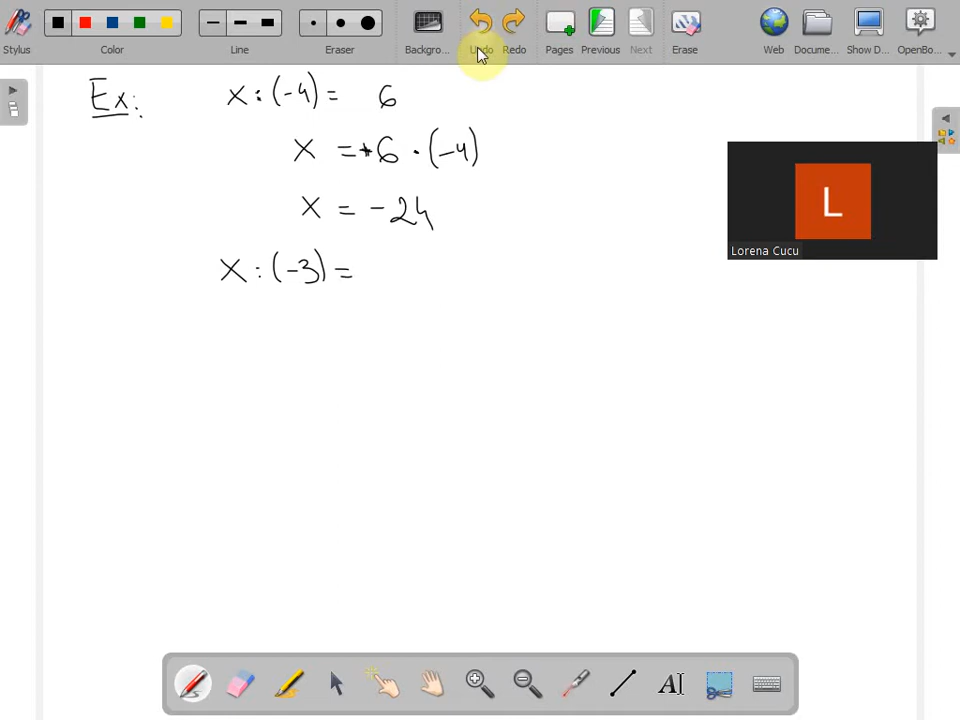 Stylus Color Line Eraser Backgro... Undo Redo Pages Previous Next Erase Web Docume... Show D... OpenBo...
Ex: x : (-4) = 6
x = +6 · (-4)
L
x = -24
Lorena Cucu
x : (-3) =
A